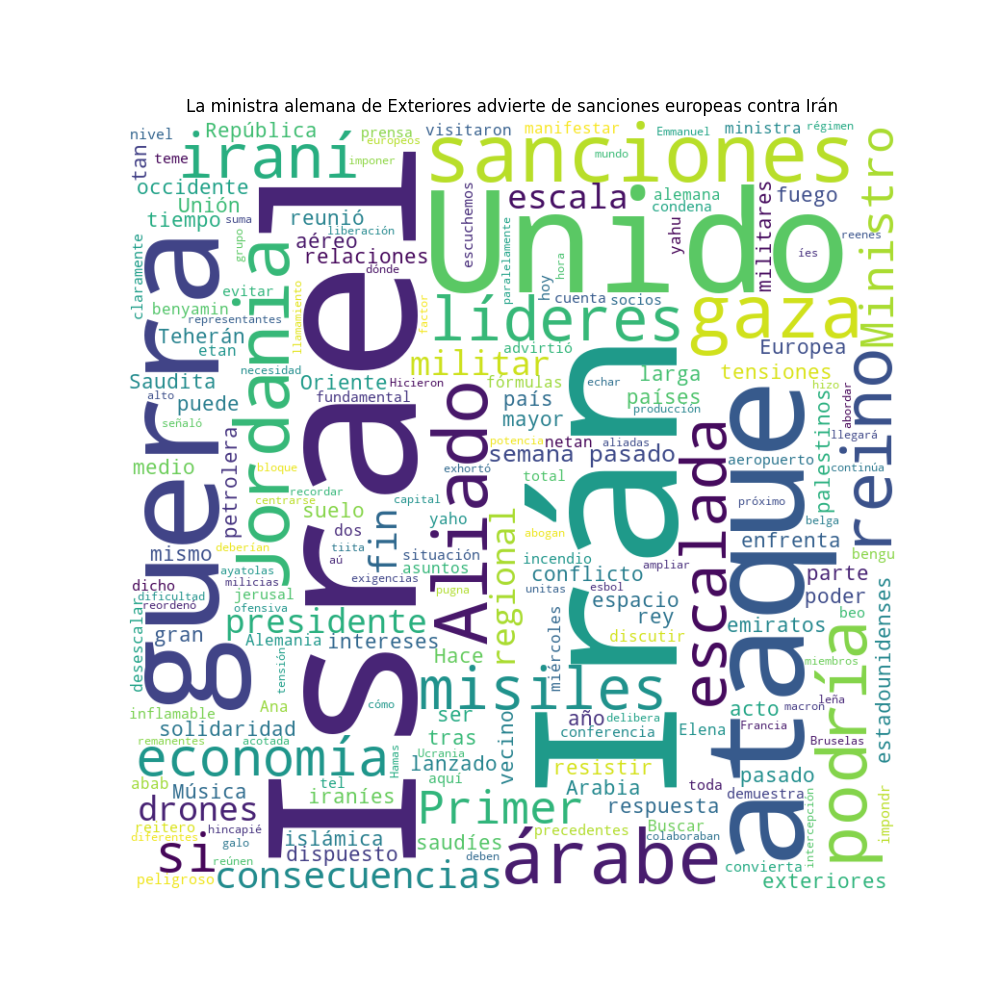 La ministra alemana de Exteriores advierte de sanciones europeas contra Irán
nivel
República
prensa
europeos
visitaron
manifestar
Emmanuel
ministra
régimen
tan
teme
iraní
imponer
sanciones
mundo
Ministro
occidente
Unión
tiempo
suma
grupo
reunió
liberación
aéreo
relaciones
dónde
Israel
escuchemos
Unido
escala
paralelamente
alemana
condena
yahu
militares
fuego
reenes
íes
claramente
guerra
Jordania
evitar
benyamin
representantes
Teherán
etan
llamamiento
factor
hoy
hora
cuenta
socios
líderes
gaza
advirtió
Europea
necesidad
Saudita
alto
puede
señaló
Oriente
Hicieron
fundamental
militar
fórmulas
país
mayor
echar
larga
países
producción
tensiones
hizo
abordar
reino
medio
petrolera
bloque
centrarse
recordar
suelo
fin
Aliado
potencia
netan
aliadas
semana pasado
exhortó
total
Irán
escalada
ataque
aeropuerto
palestinos
llegará
continúa
próximo
belga
mismo
deberian
dos
tiita
aú
capital
yaho
situación
asuntos
exigencias
regional
abogan
incendio
conflicto
ampliar
enfrenta
bengu
dicho
dificultad
reordenó
ayatolas
milicias
jerusal
ofensiva
pugna
unitas
esbol
espacio
rey
discutir
parte
poder
beo
emiratos
podría
estadounidenses
desescalar
gran
presidente
Alemania
intereses
tensión
Hace
miércoles
miembros
misiles
inflamable
Ana
cómo
solidaridad
ser
tras
vecino
año
delibera
conferencia
Elena
acto
Francia
macron
leña
Bruselas
remanentes
acotada
economía
Hamas
Ucrania
lanzado
aquí
resistir
Arabia
toda
pasado
demuestra
abab
Música
tel
iraníes
drones
Primer
respuesta
intercepción
impondr
reitero
diferentes
hincapié
galo
si
reúnen
islámica
dispuesto
saudíes
deben
precedentes
Buscar
colaboraban
árabe
convierta
peligroso
consecuencias
exteriores